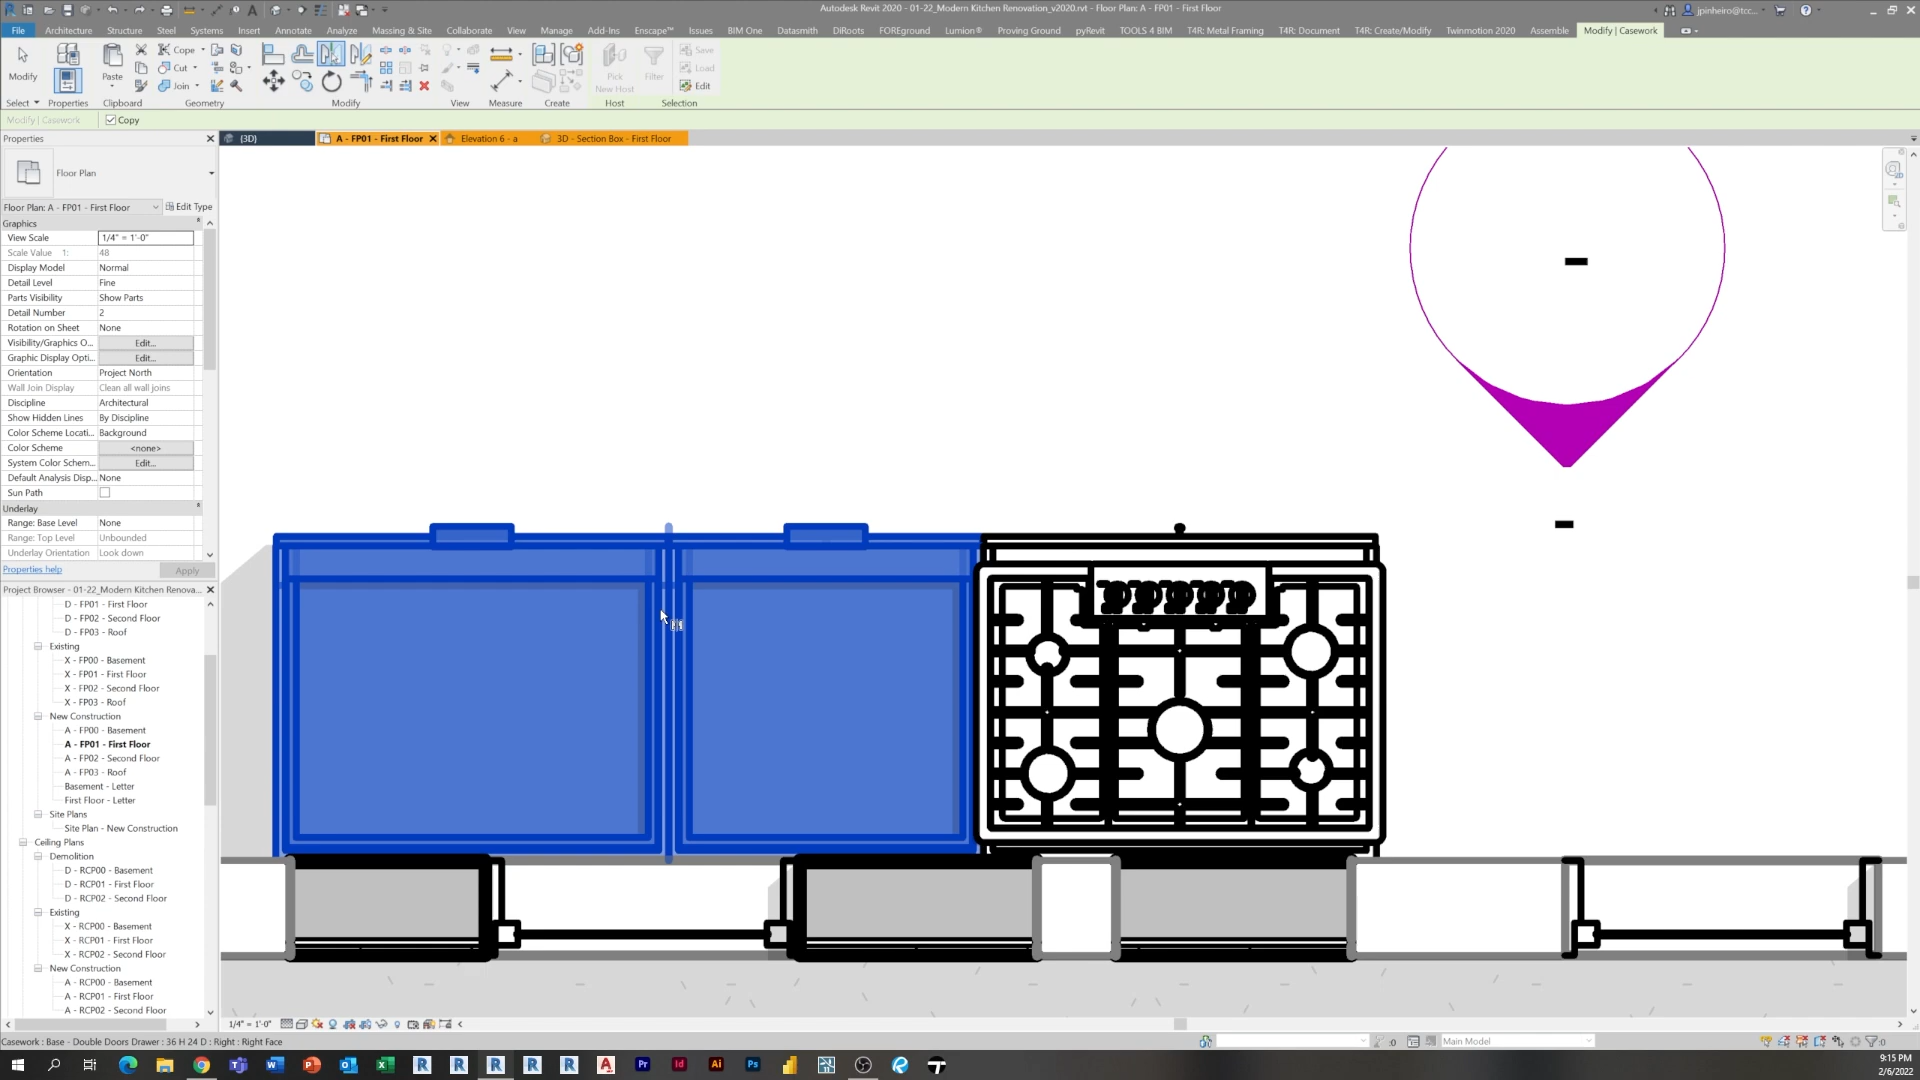 Autodesk Revit 2020 - 01-22_Modern Kitchen Renovation_v2020.rvt - Floor Plan: A - FP01 - First Floor
jpinheiro@tcc...
File Architecture Structure Steel Systems Insert Annotate Analyze Massing & Site Collaborate View Manage Add-Ins Enscape™ Issues BIM One Datasmith DiRoots FOREground Lumion® Proving Ground pyRevit TOOLS 4 BIM T4R: Metal Framing T4R: Document T4R: Create/Modify Twinmotion 2020 Assemble Modify | Casework
Cope
Cut
Join
Modify
Paste
Pick
New Host
Filter
Save
Load
Edit
Select Properties Clipboard Geometry Modify View Measure Create Host Selection
Modify | Casework Copy
Properties
(3D) A - FP01 - First Floor Elevation 6 - a 3D - Section Box - First Floor
Floor Plan
Floor Plan: A - FP01 - First Floor Edit Type
Graphics
View Scale 1/4" = 1'-0"
Scale Value 1: 48
Display Model Normal
Detail Level Fine
Parts Visibility Show Parts
Detail Number 2
Rotation on Sheet None
Visibility/Graphics O... Edit...
Graphic Display Opti... Edit...
Orientation Project North
Wall Join Display Clean all wall joins
Discipline Architectural
Show Hidden Lines By Discipline
Color Scheme Locati... Background
Color Scheme <none>
System Color Schem... Edit...
Default Analysis Disp... None
Sun Path
Underlay
Range: Base Level None
Range: Top Level Unbounded
Underlay Orientation Look down
Properties help Apply
Project Browser - 01-22_Modern Kitchen Renova...
D - FP01 - First Floor
D - FP02 - Second Floor
D - FP03 - Roof
Existing
X - FP00 - Basement
X - FP01 - First Floor
X - FP02 - Second Floor
X - FP03 - Roof
New Construction
A - FP00 - Basement
A - FP01 - First Floor
A - FP02 - Second Floor
A - FP03 - Roof
Basement - Letter
First Floor - Letter
Site Plans
Site Plan - New Construction
Ceiling Plans
Demolition
D - RCP00 - Basement
D - RCP01 - First Floor
D - RCP02 - Second Floor
Existing
X - RCP00 - Basement
X - RCP01 - First Floor
X - RCP02 - Second Floor
New Construction
A - RCP00 - Basement
A - RCP01 - First Floor
A - RCP02 - Second Floor
1/4" = 1'-0"
Casework : Base - Double Doors Drawer : 36 H 24 D : Right : Right Face
:0 Main Model :0
9:15 PM
2/6/2022